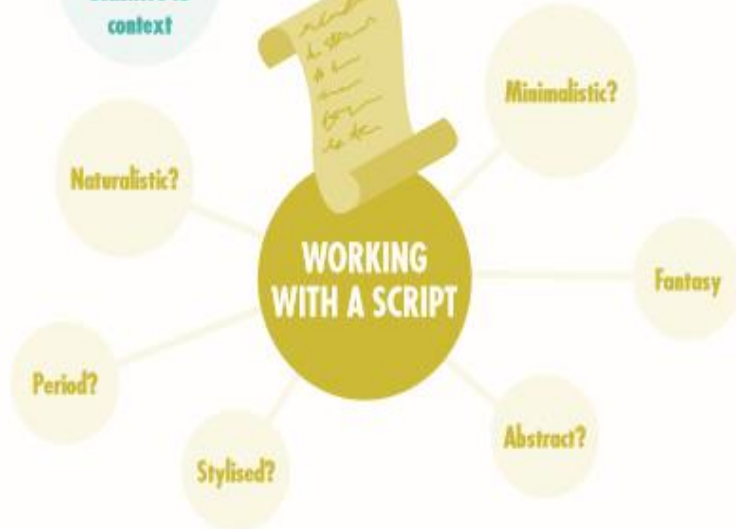 context
Minimalistic?
Naturalistic?
WORKING
WITH A SCRIPT
Fantasy
Period?
Abstract?
Stylised?